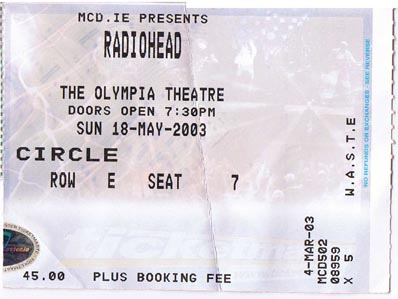 MCD.IE PRESENTS
RADIOHEAD
THE OLYMPIA THEATRE
DOORS OPEN 7:30PM
SUN 18-MAY-2003
CIRCLE
ROW E SEAT 7
45.00 PLUS BOOKING FEE
NO REFUNDS OR EXCHANGES - SEE REVERSE
W.A.S.T.E
4-MAR-03
MCD502
08959
X 5